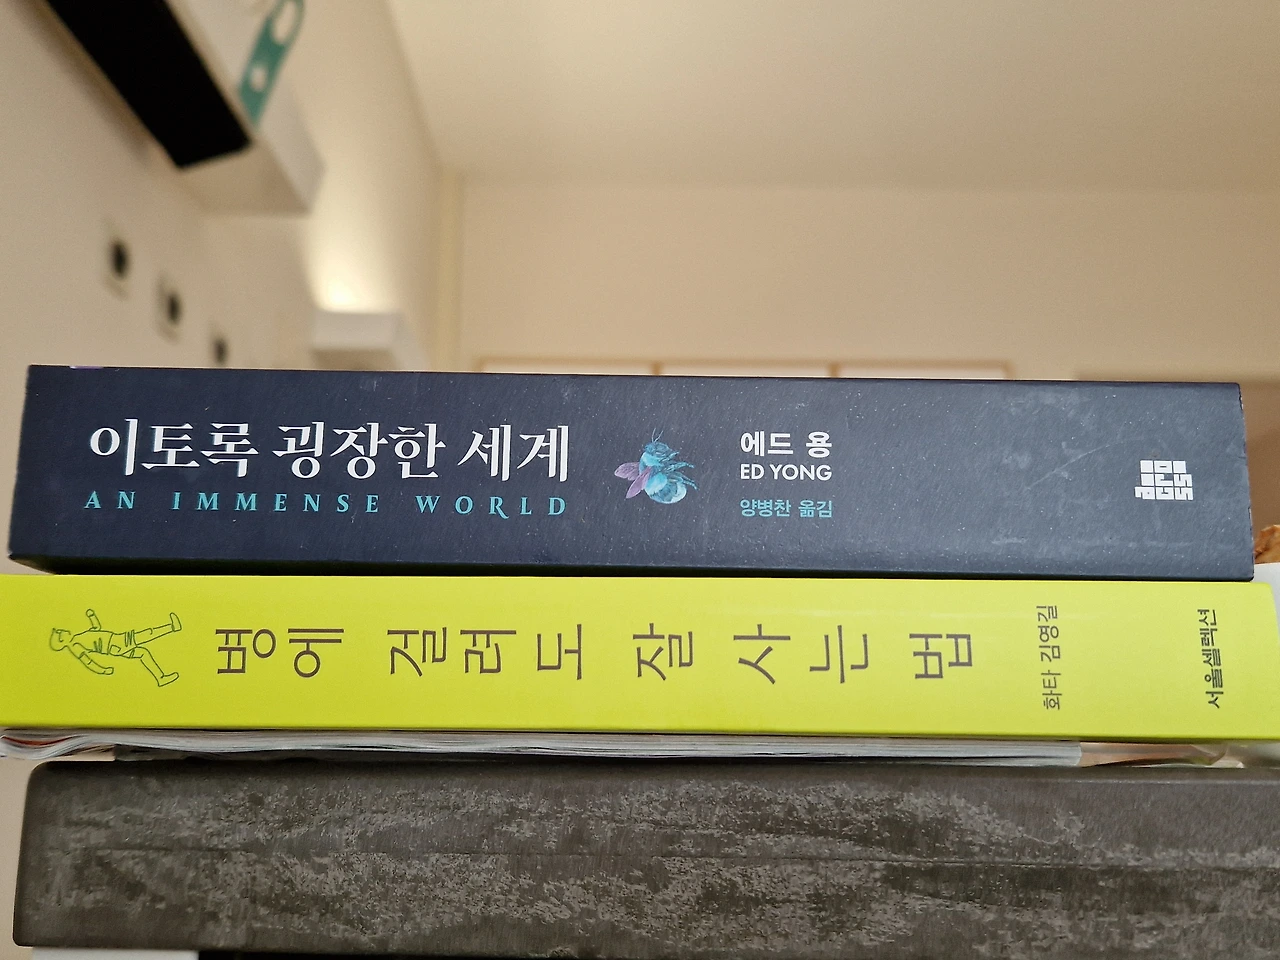 이토록 굉장한 세계
AN IMMENSE WORLD
에드 용
ED YONG
양병찬 옮김
across
병에 걸려도 잘 사는 법
화타 김영길
서울셀렉션